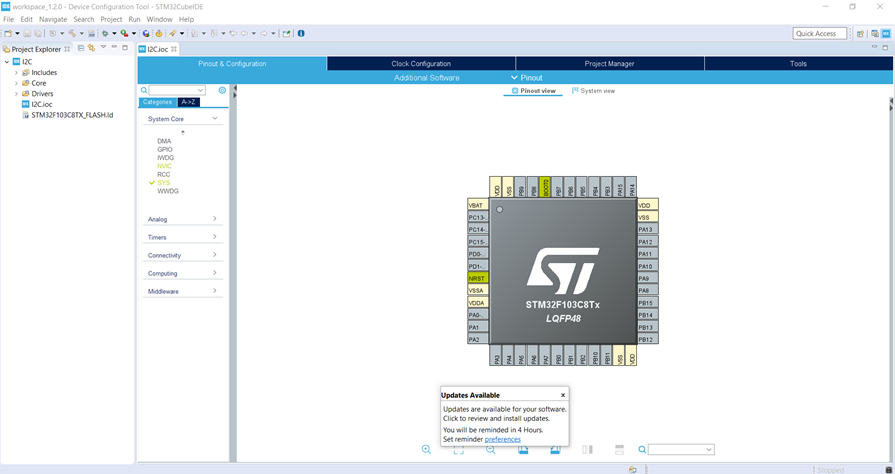 workspace_1.2.0 - Device Configuration Tool - STM32CubeIDE
File Edit Navigate Search Project Run Window Help
Quick Access
Project Explorer
I2C.ioc
I2C
Includes
Core
Drivers
I2C.ioc
STM32F103C8TX_FLASH.ld
Pinout & Configuration
Clock Configuration
Project Manager
Tools
Additional Software
Pinout
Pinout view
System view
Categories
A->Z
System Core
DMA
GPIO
IWDG
NVIC
RCC
SYS
WWDG
Analog
Timers
Connectivity
Computing
Middleware
VDD
VSS
PB9
PB8
BOOT0
PB7
PB6
PB5
PB4
PB3
PA15
PA14
VBAT
PC13-..
PC14-..
PC15-..
PD0-..
PD1-..
NRST
VSSA
VDDA
PA0-..
PA1
PA2
VDD
VSS
PA13
PA12
PA11
PA10
PA9
PA8
PB15
PB14
PB13
PB12
ST
STM32F103C8Tx
LQFP48
PA3
PA4
PA5
PA6
PA7
PB0
PB1
PB2
PB10
PB11
VSS
VDD
Updates Available
x
Updates are available for your software.
Click to review and install updates.
You will be reminded in 4 Hours.
Set reminder preferences
Stopped